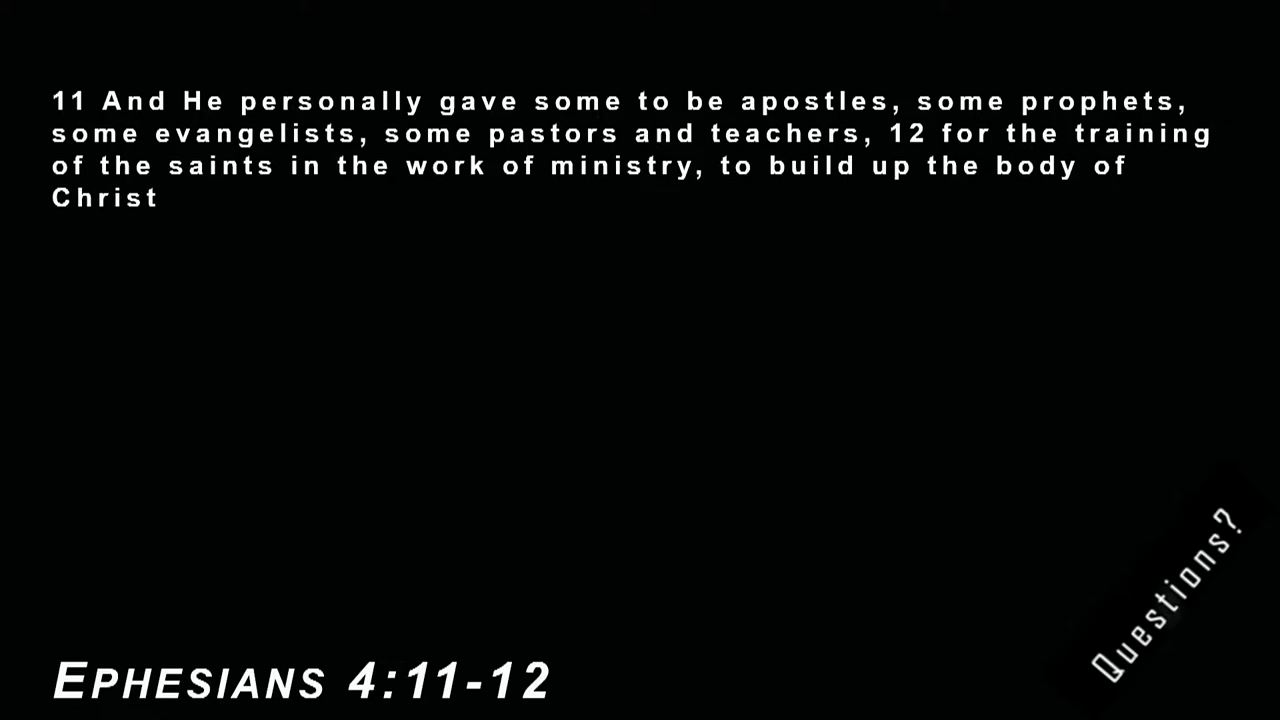 11 And He personally gave some to be apostles, some prophets,
some evangelists, some pastors and teachers, 12 for the training
of the saints in the work of ministry, to build up the body of
Christ
Questions?
EPHESIANS 4:11-12